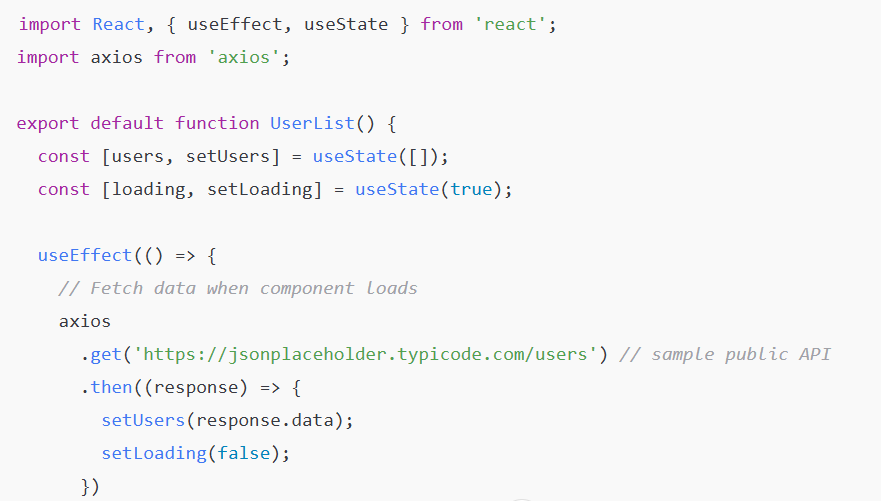 import React, { useEffect, useState } from 'react';
import axios from 'axios';

export default function UserList() {
  const [users, setUsers] = useState([]);
  const [loading, setLoading] = useState(true);

  useEffect(() => {
    // Fetch data when component loads
    axios
      .get('https://jsonplaceholder.typicode.com/users') // sample public API
      .then((response) => {
        setUsers(response.data);
        setLoading(false);
      })